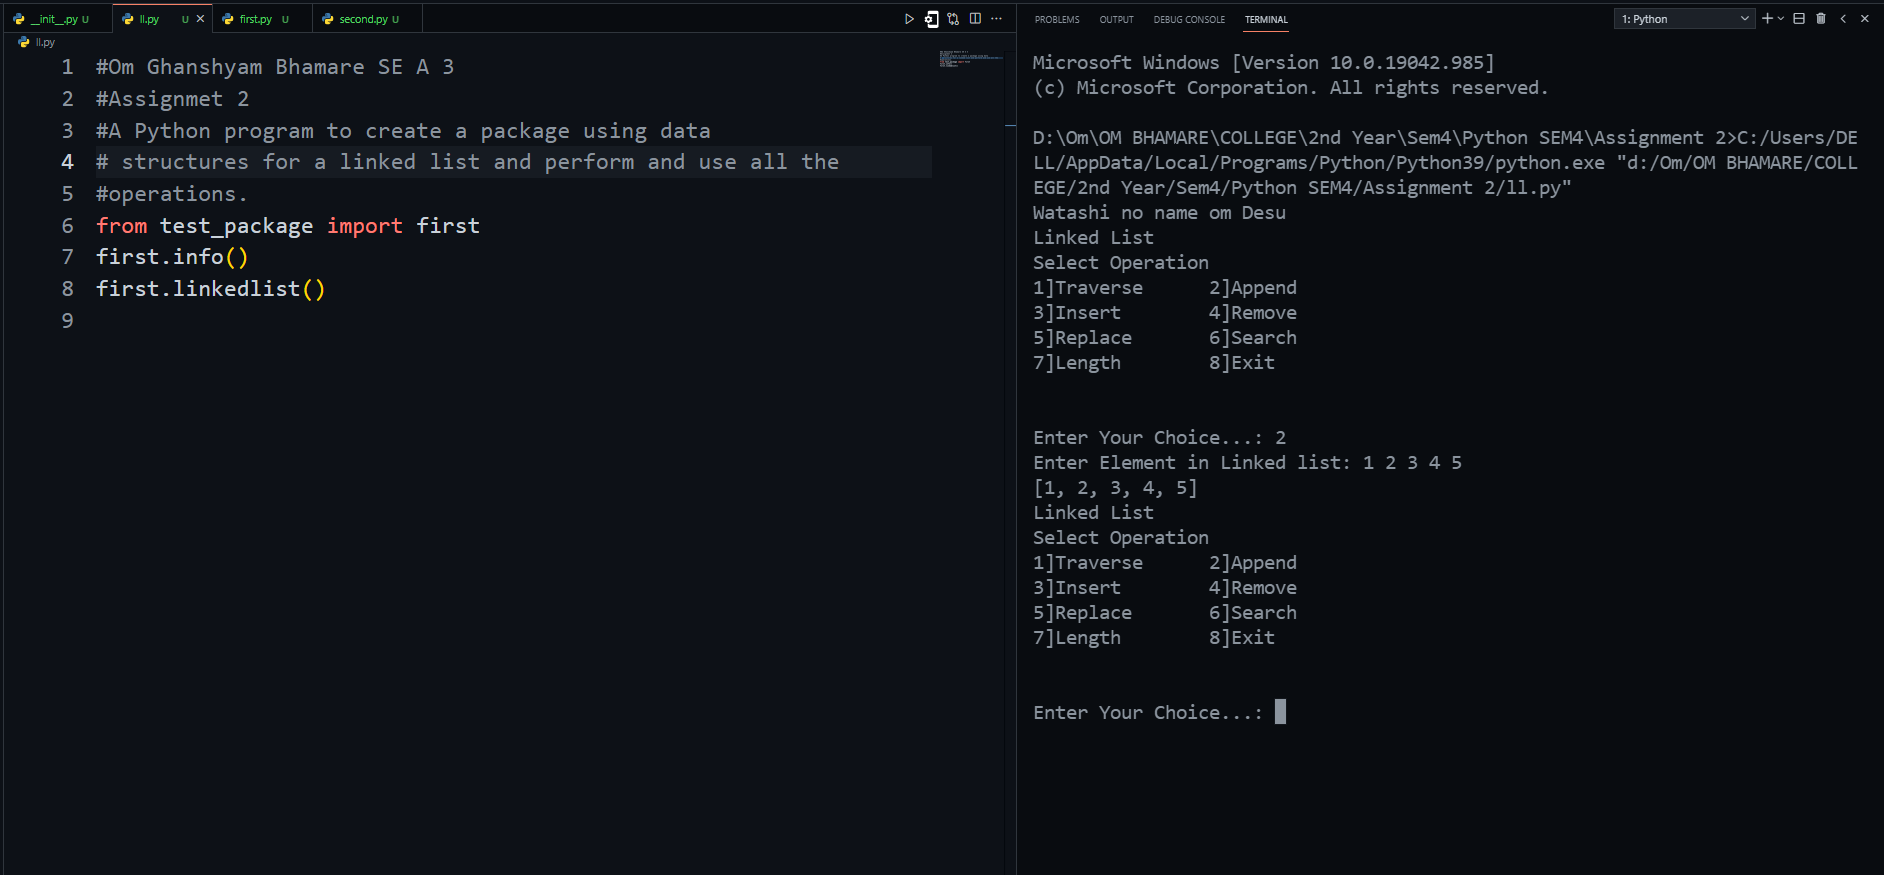 __init__.py U
ll.py U
first.py U
second.py U
ll.py
1 #Om Ghanshyam Bhamare SE A 3
2 #Assignmet 2
3 #A Python program to create a package using data
4 # structures for a linked list and perform and use all the
5 #operations.
6 from test_package import first
7 first.info()
8 first.linkedlist()
9
PROBLEMS OUTPUT DEBUG CONSOLE TERMINAL
1: Python
Microsoft Windows [Version 10.0.19042.985]
(c) Microsoft Corporation. All rights reserved.
D:\Om\OM BHAMARE\COLLEGE\2nd Year\Sem4\Python SEM4\Assignment 2>C:/Users/DE
LL/AppData/Local/Programs/Python/Python39/python.exe "d:/Om/OM BHAMARE/COLL
EGE/2nd Year/Sem4/Python SEM4/Assignment 2/ll.py"
Watashi no name om Desu
Linked List
Select Operation
1]Traverse 2]Append
3]Insert 4]Remove
5]Replace 6]Search
7]Length 8]Exit
Enter Your Choice...: 2
Enter Element in Linked list: 1 2 3 4 5
[1, 2, 3, 4, 5]
Linked List
Select Operation
1]Traverse 2]Append
3]Insert 4]Remove
5]Replace 6]Search
7]Length 8]Exit
Enter Your Choice...: